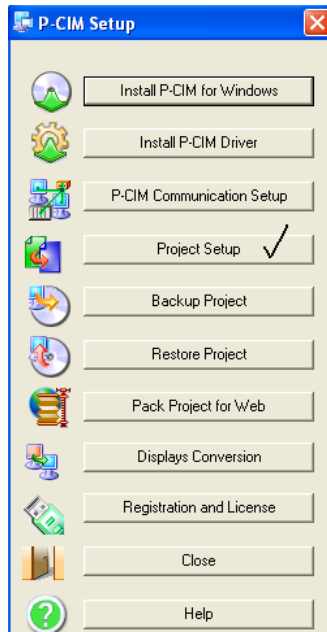 P-CIM Setup
Install P-CIM for Windows
Install P-CIM Driver
P-CIM Communication Setup
Project Setup
Backup Project
Restore Project
Pack Project for Web
Displays Conversion
Registration and License
Close
Help